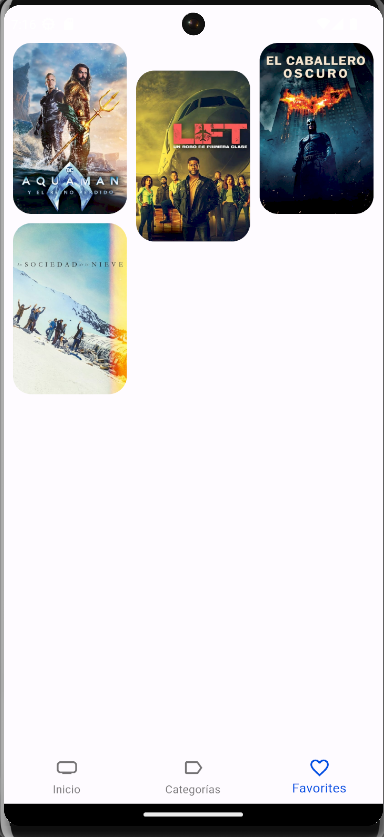 AQUAMAN
Y EL REINO PERDIDO
LIFT
UN ROBO DE PRIMERA CLASE
EL CABALLERO
OSCURO
LA SOCIEDAD DE LA NIEVE
Inicio
Categorías
Favorites